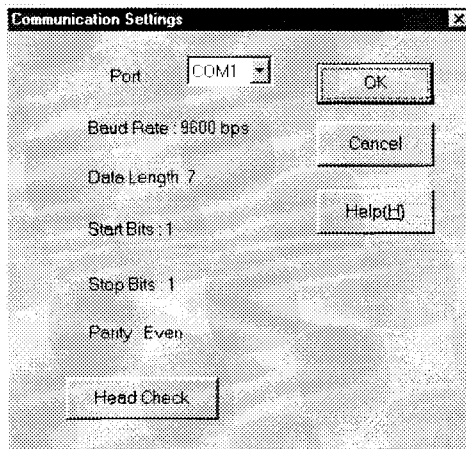 Communication Settings
Port COM1
OK
Baud Rate : 9600 bps
Cancel
Data Length 7
Help(H)
Start Bits : 1
Stop Bits : 1
Parity Even
Head Check